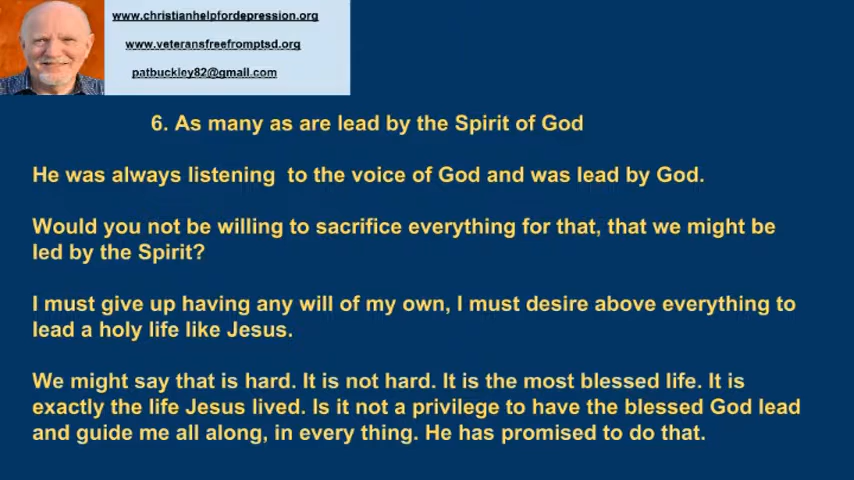 www.christianhelpfordepression.org
www.veteransfreefromptsd.org
patbuckley82@gmail.com
6. As many as are lead by the Spirit of God
He was always listening to the voice of God and was lead by God.
Would you not be willing to sacrifice everything for that, that we might be
led by the Spirit?
I must give up having any will of my own, I must desire above everything to
lead a holy life like Jesus.
We might say that is hard. It is not hard. It is the most blessed life. It is
exactly the life Jesus lived. Is it not a privilege to have the blessed God lead
and guide me all along, in every thing. He has promised to do that.